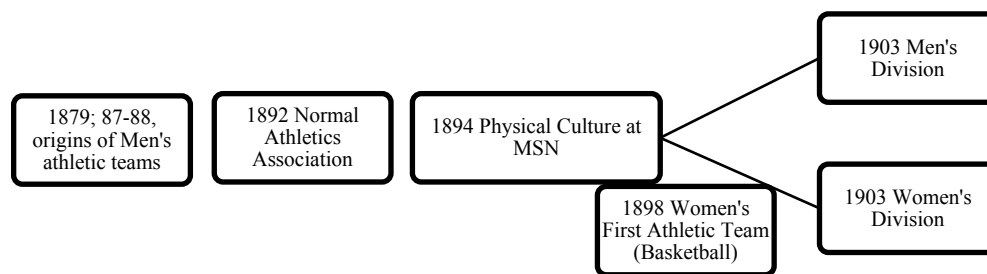 1879; 87-88,
origins of Men's
athletic teams
1892 Normal
Athletics
Association
1894 Physical Culture at
MSN
1898 Women's
First Athletic Team
(Basketball)
1903 Men's
Division
1903 Women's
Division